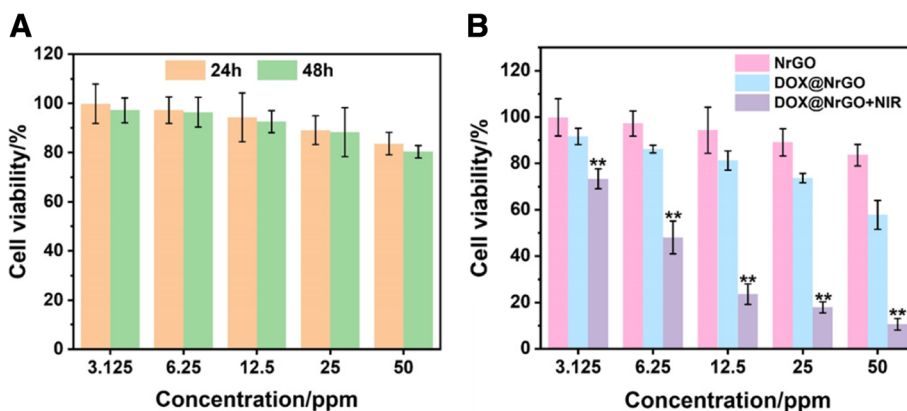 A
Cell viability/%
120
100
80
60
40
20
0
24h
48h
3.125
6.25
12.5
25
50
Concentration/ppm
B
Cell viability/%
120
100
80
60
40
20
0
NrGO
DOX@NrGO
DOX@NrGO+NIR
**
**
**
**
**
3.125
6.25
12.5
25
50
Concentration/ppm